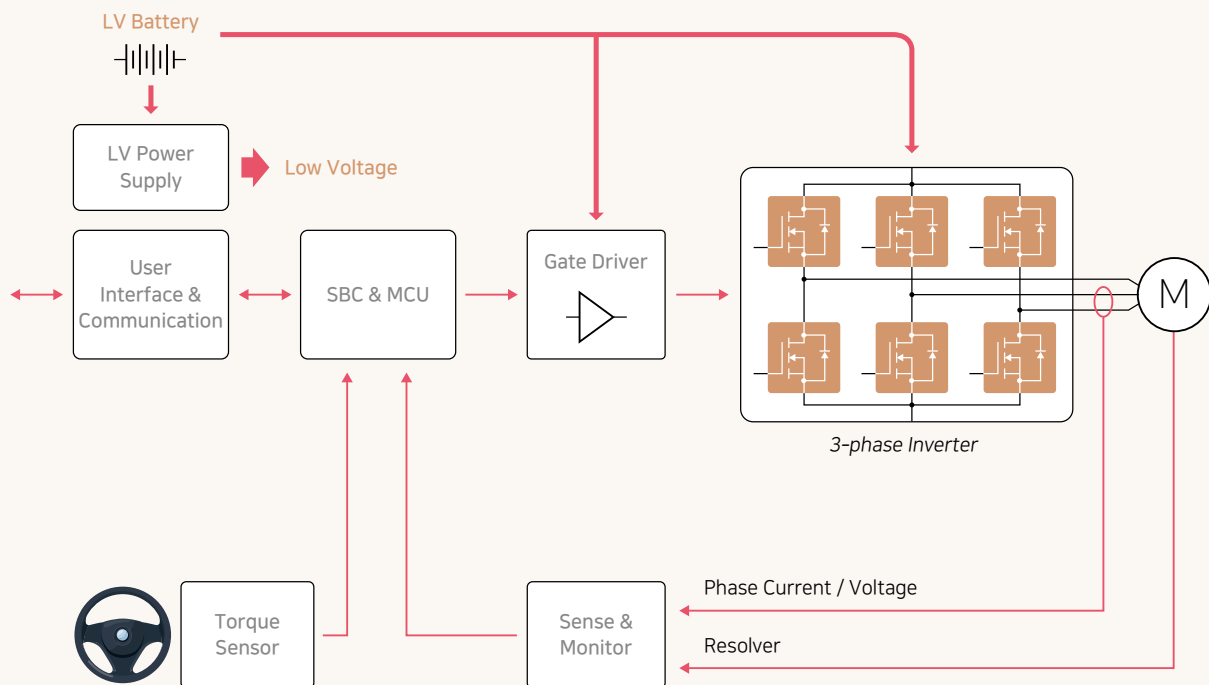 LV Battery
LV Power
Supply
Low Voltage
User
Interface &
Communication
SBC & MCU
Gate Driver
M
3-phase Inverter
Torque
Sensor
Sense &
Monitor
Phase Current / Voltage
Resolver